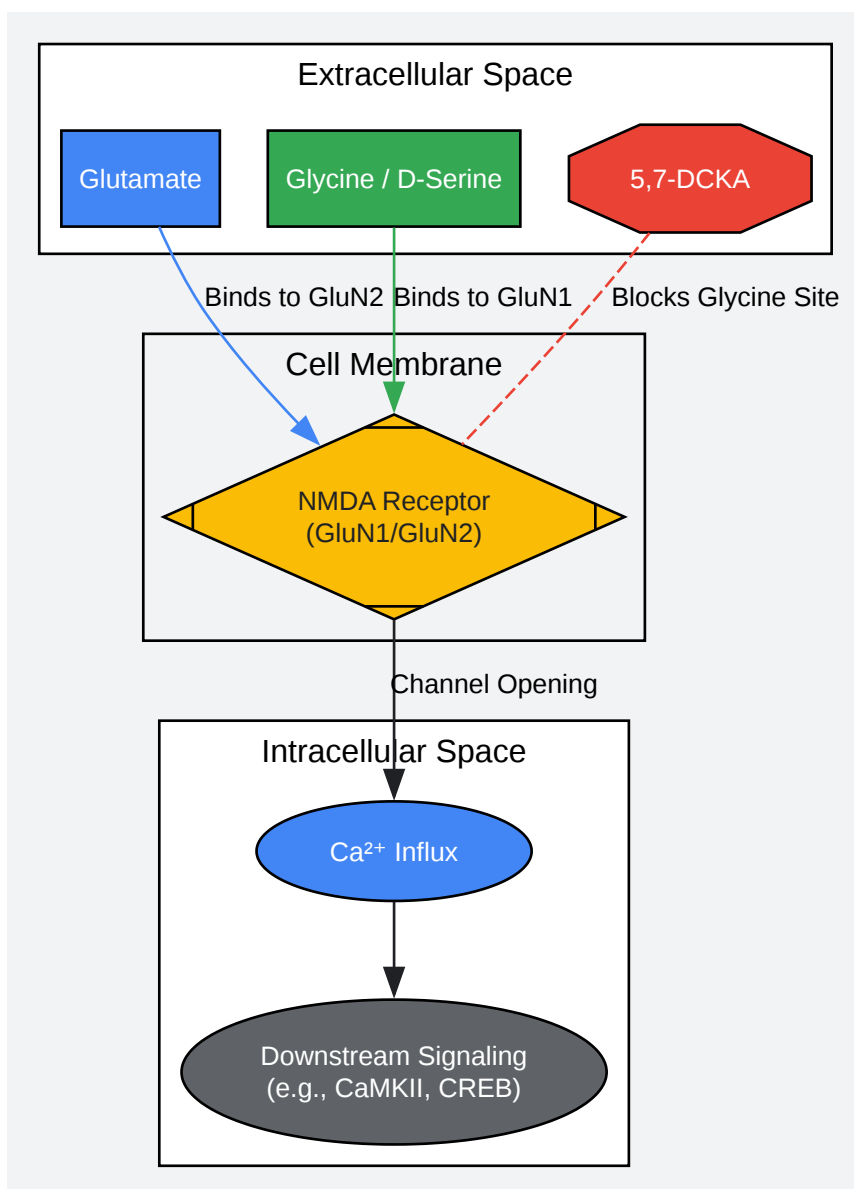 Extracellular Space
Glutamate
Glycine / D-Serine
5,7-DCKA
Binds to GluN2
Binds to GluN1
Blocks Glycine Site
Cell Membrane
NMDA Receptor
(GluN1/GluN2)
Channel Opening
Intracellular Space
Ca²⁺ Influx
Downstream Signaling
(e.g., CaMKII, CREB)